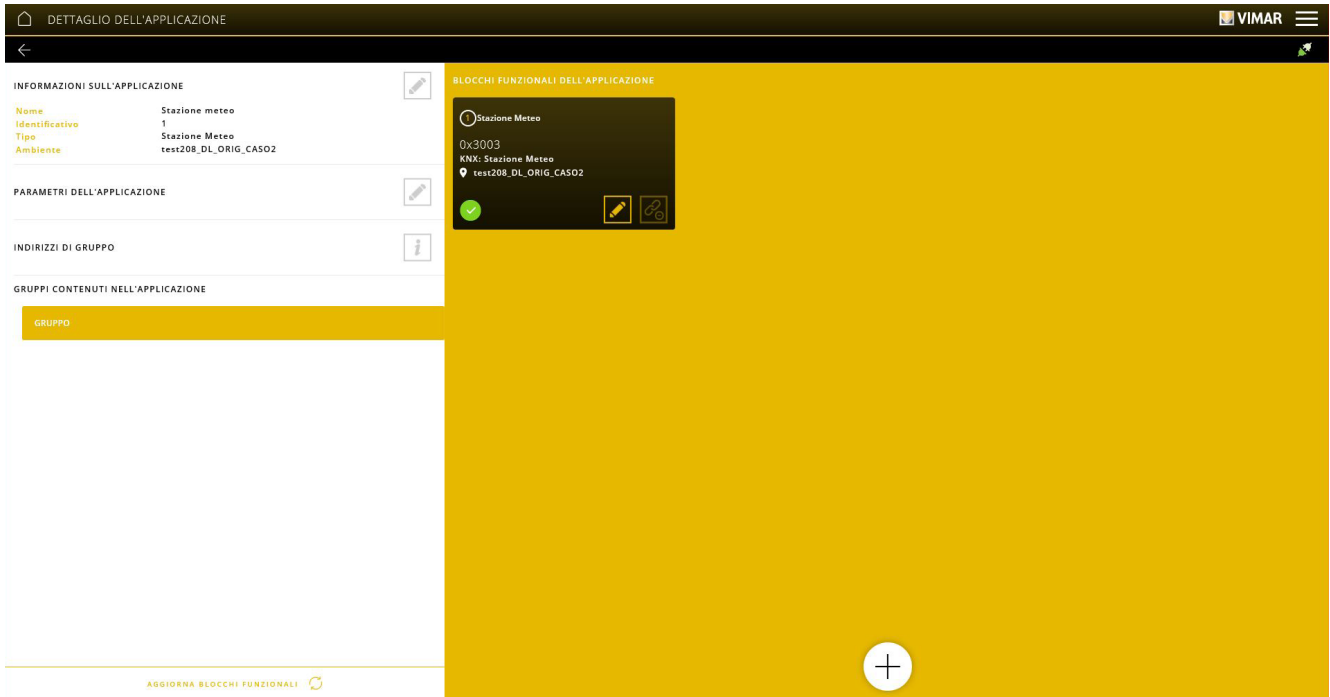 DETTAGLIO DELL'APPLICAZIONE
VIMAR
INFORMAZIONI SULL'APPLICAZIONE
Nome Stazione meteo
Identificativo 1
Tipo Stazione Meteo
Ambiente test208_DL_ORIG_CASO2
PARAMETRI DELL'APPLICAZIONE
INDIRIZZI DI GRUPPO
i
GRUPPI CONTENUTI NELL'APPLICAZIONE
GRUPPO
AGGIORNA BLOCCHI FUNZIONALI
BLOCCHI FUNZIONALI DELL'APPLICAZIONE
1 Stazione Meteo
0x3003
KNX: Stazione Meteo
test208_DL_ORIG_CASO2